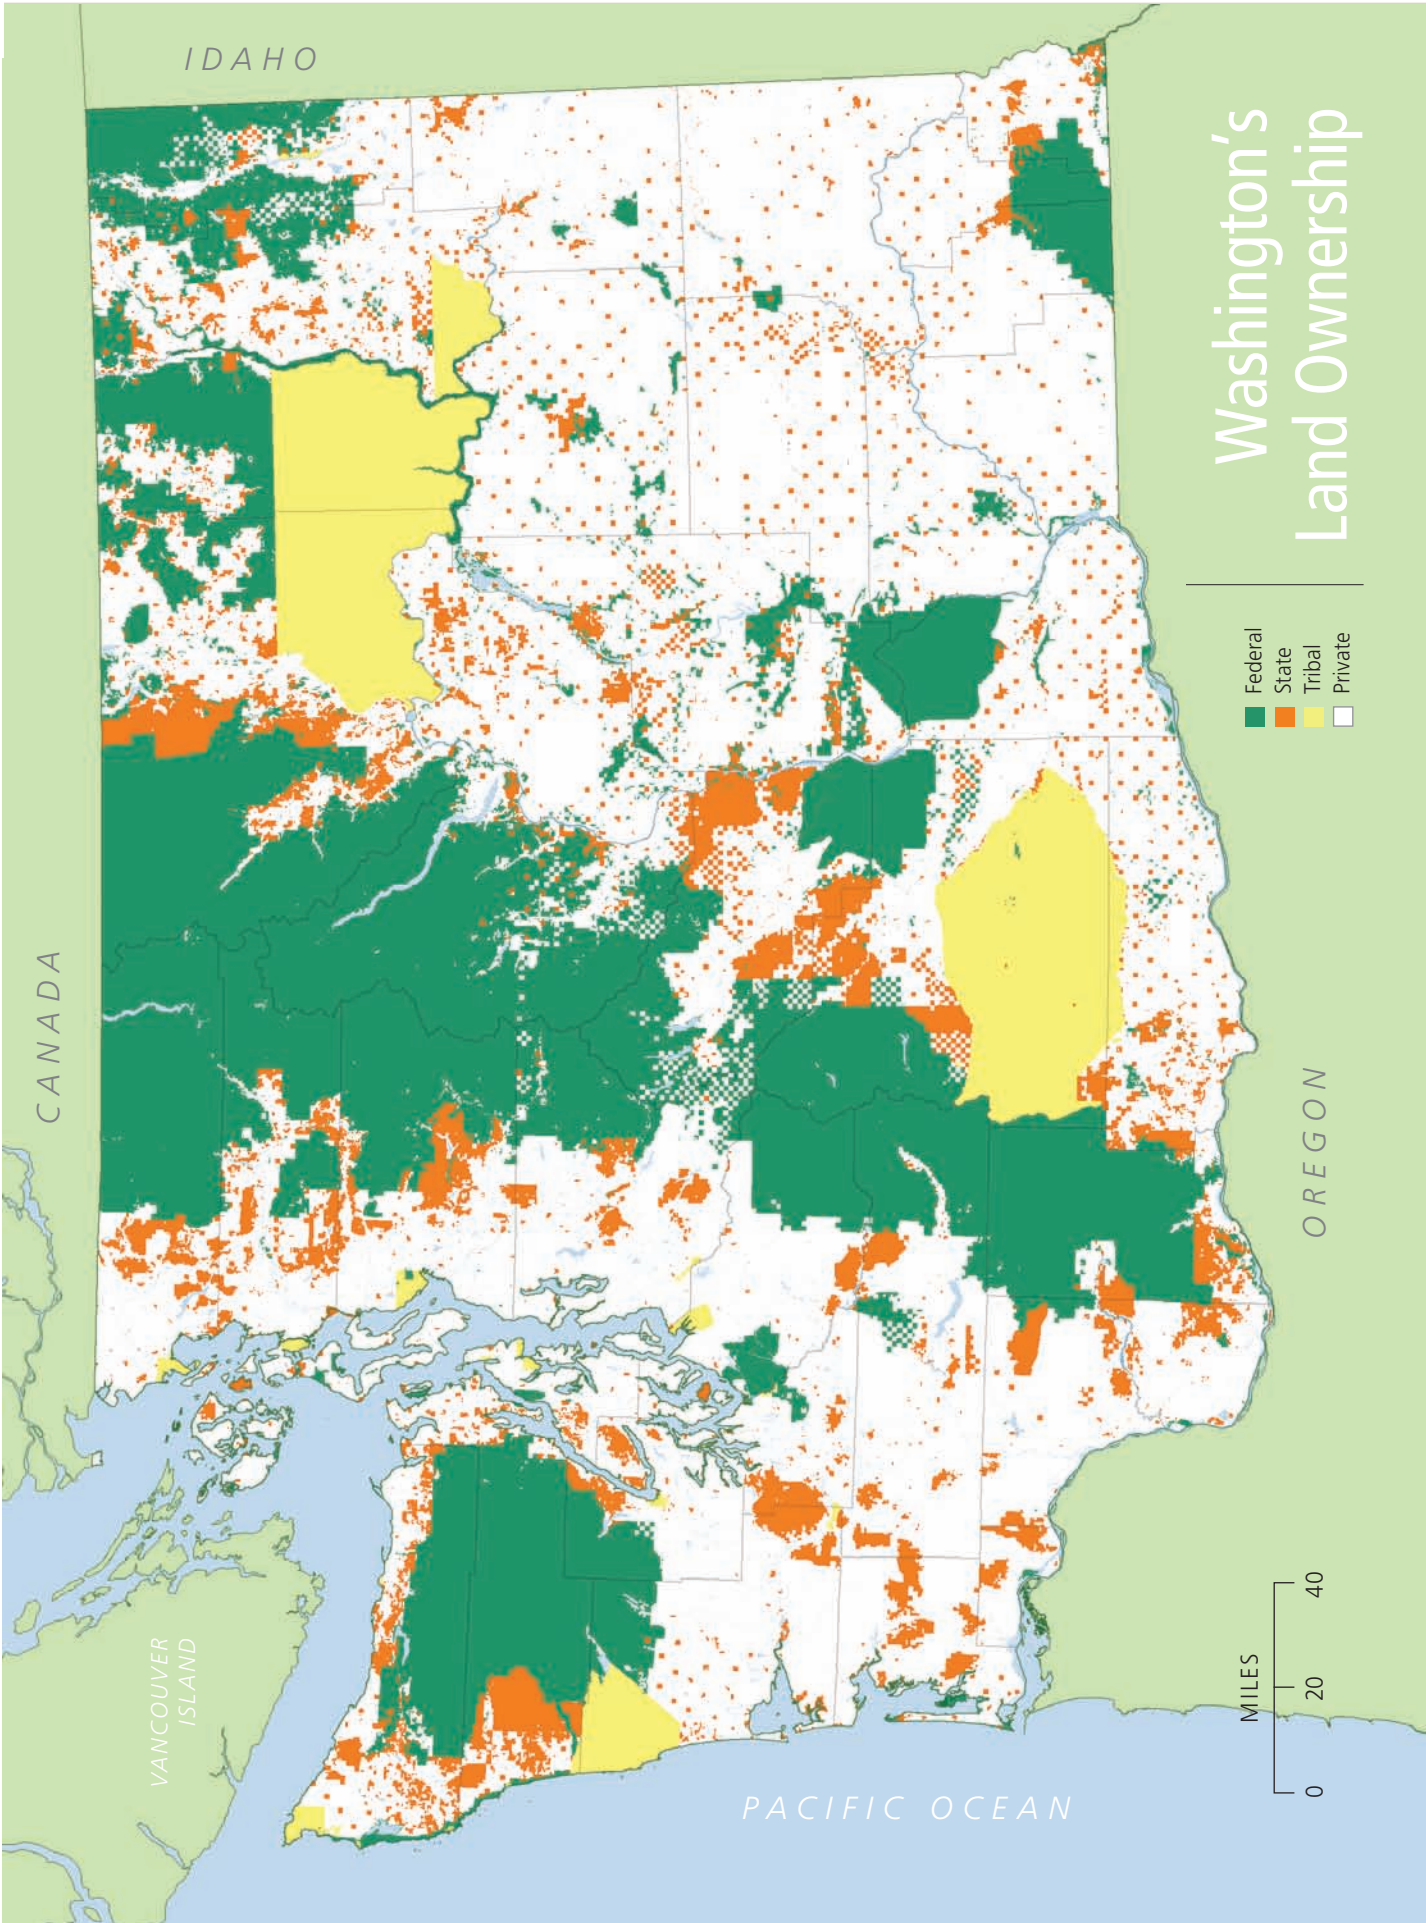 Washington's
Land Ownership
Federal
State
Tribal
Private
CANADA
IDAHO
OREGON
VANCOUVER
ISLAND
PACIFIC OCEAN
MILES
0 20 40